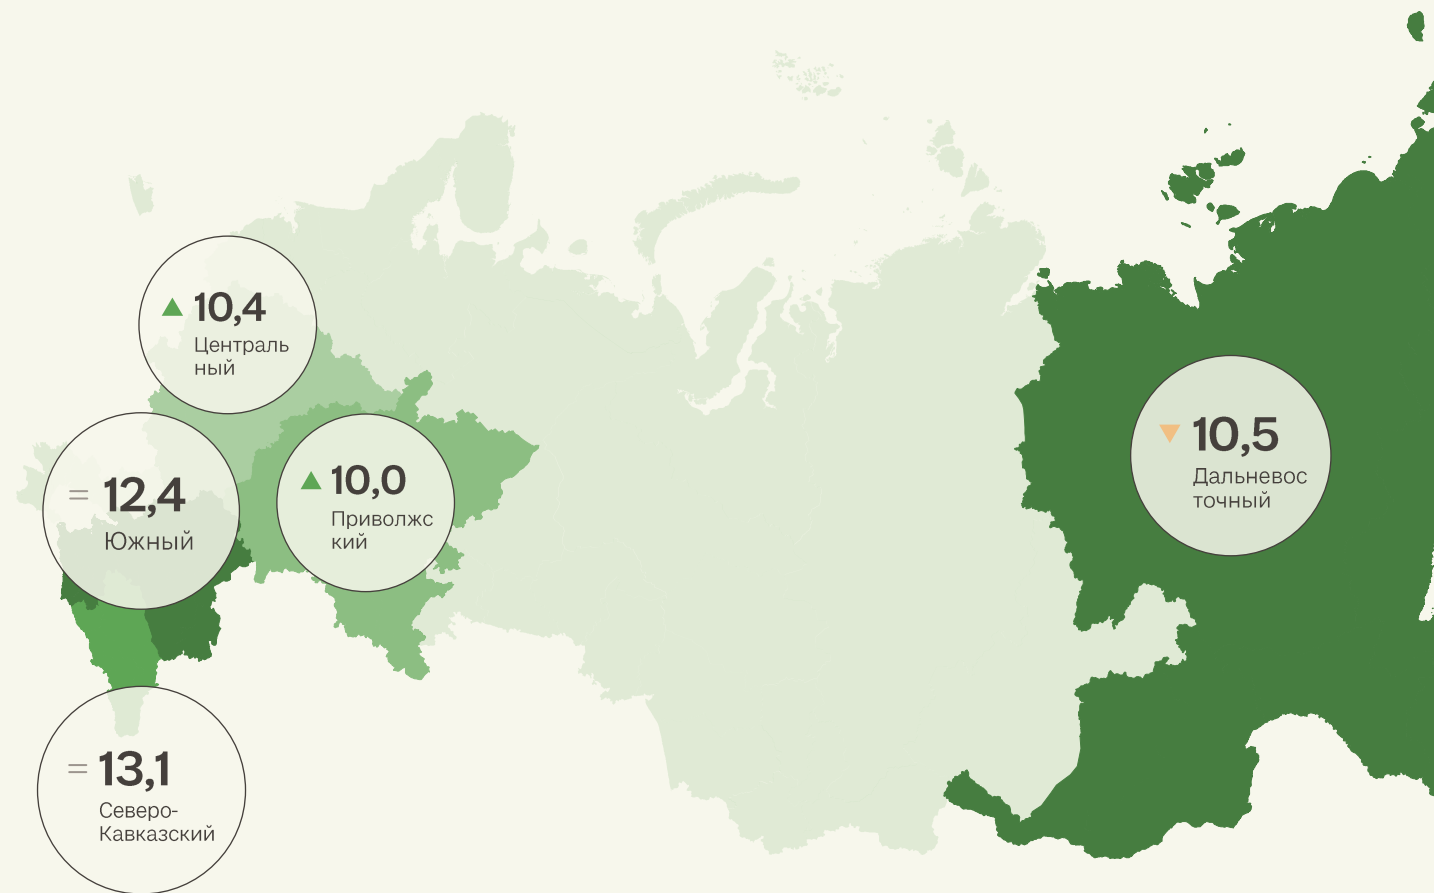 10,4
Централь
ный
= 12,4
Южный
10,0
Приволжс
кий
10,5
Дальневос
точный
= 13,1
Северо-
Кавказский